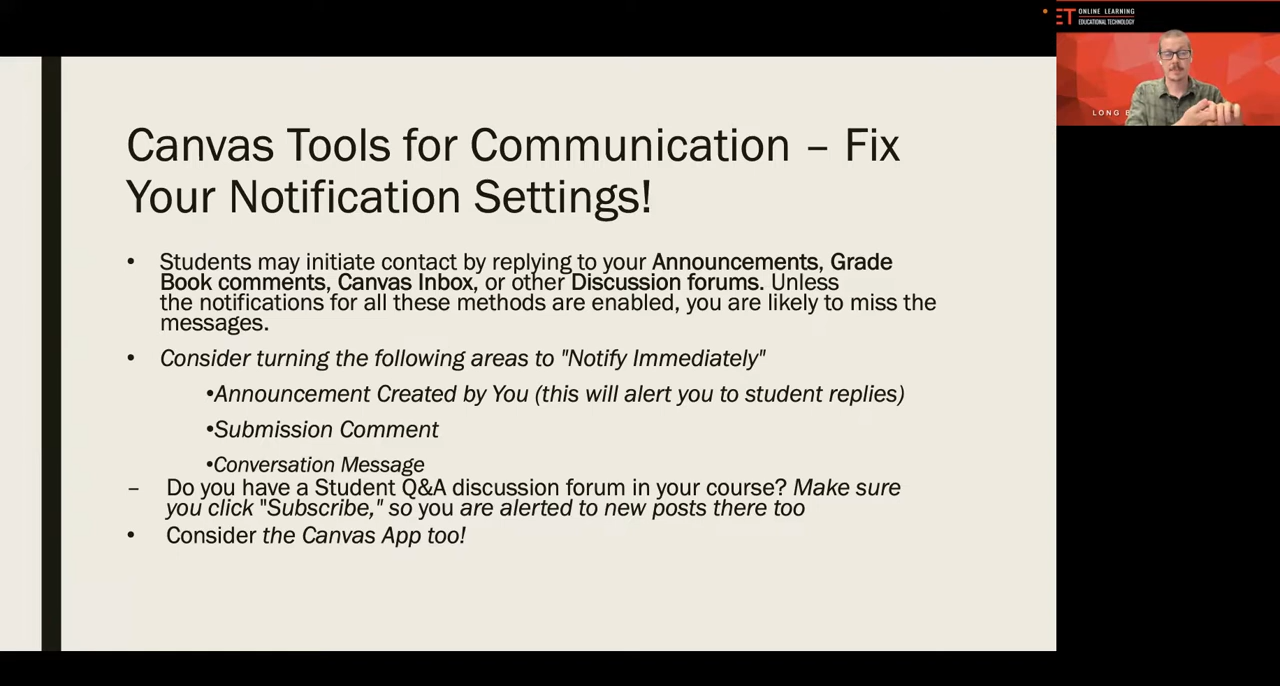 ET ONLINE LEARNING
EDUCATIONAL TECHNOLOGY
LONG
Canvas Tools for Communication – Fix
Your Notification Settings!
• Students may initiate contact by replying to your Announcements, Grade
Book comments, Canvas Inbox, or other Discussion forums. Unless
the notifications for all these methods are enabled, you are likely to miss the
messages.
• Consider turning the following areas to "Notify Immediately"
•Announcement Created by You (this will alert you to student replies)
•Submission Comment
•Conversation Message
– Do you have a Student Q&A discussion forum in your course? Make sure
you click "Subscribe," so you are alerted to new posts there too
• Consider the Canvas App too!